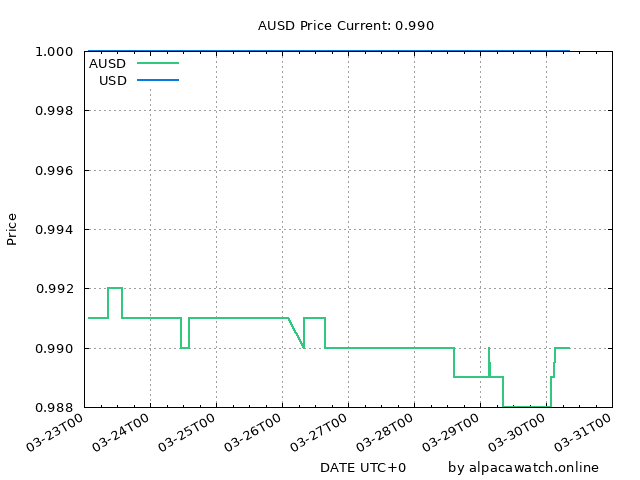 AUSD Price Current: 0.990
1.000
AUSD
USD
0.998
0.996
0.994
0.992
0.990
0.988
Price
03-23T00 03-24T00 03-25T00 03-26T00 03-27T00 03-28T00 03-29T00 03-30T00 03-31T00
DATE UTC+0 by alpacawatch.online